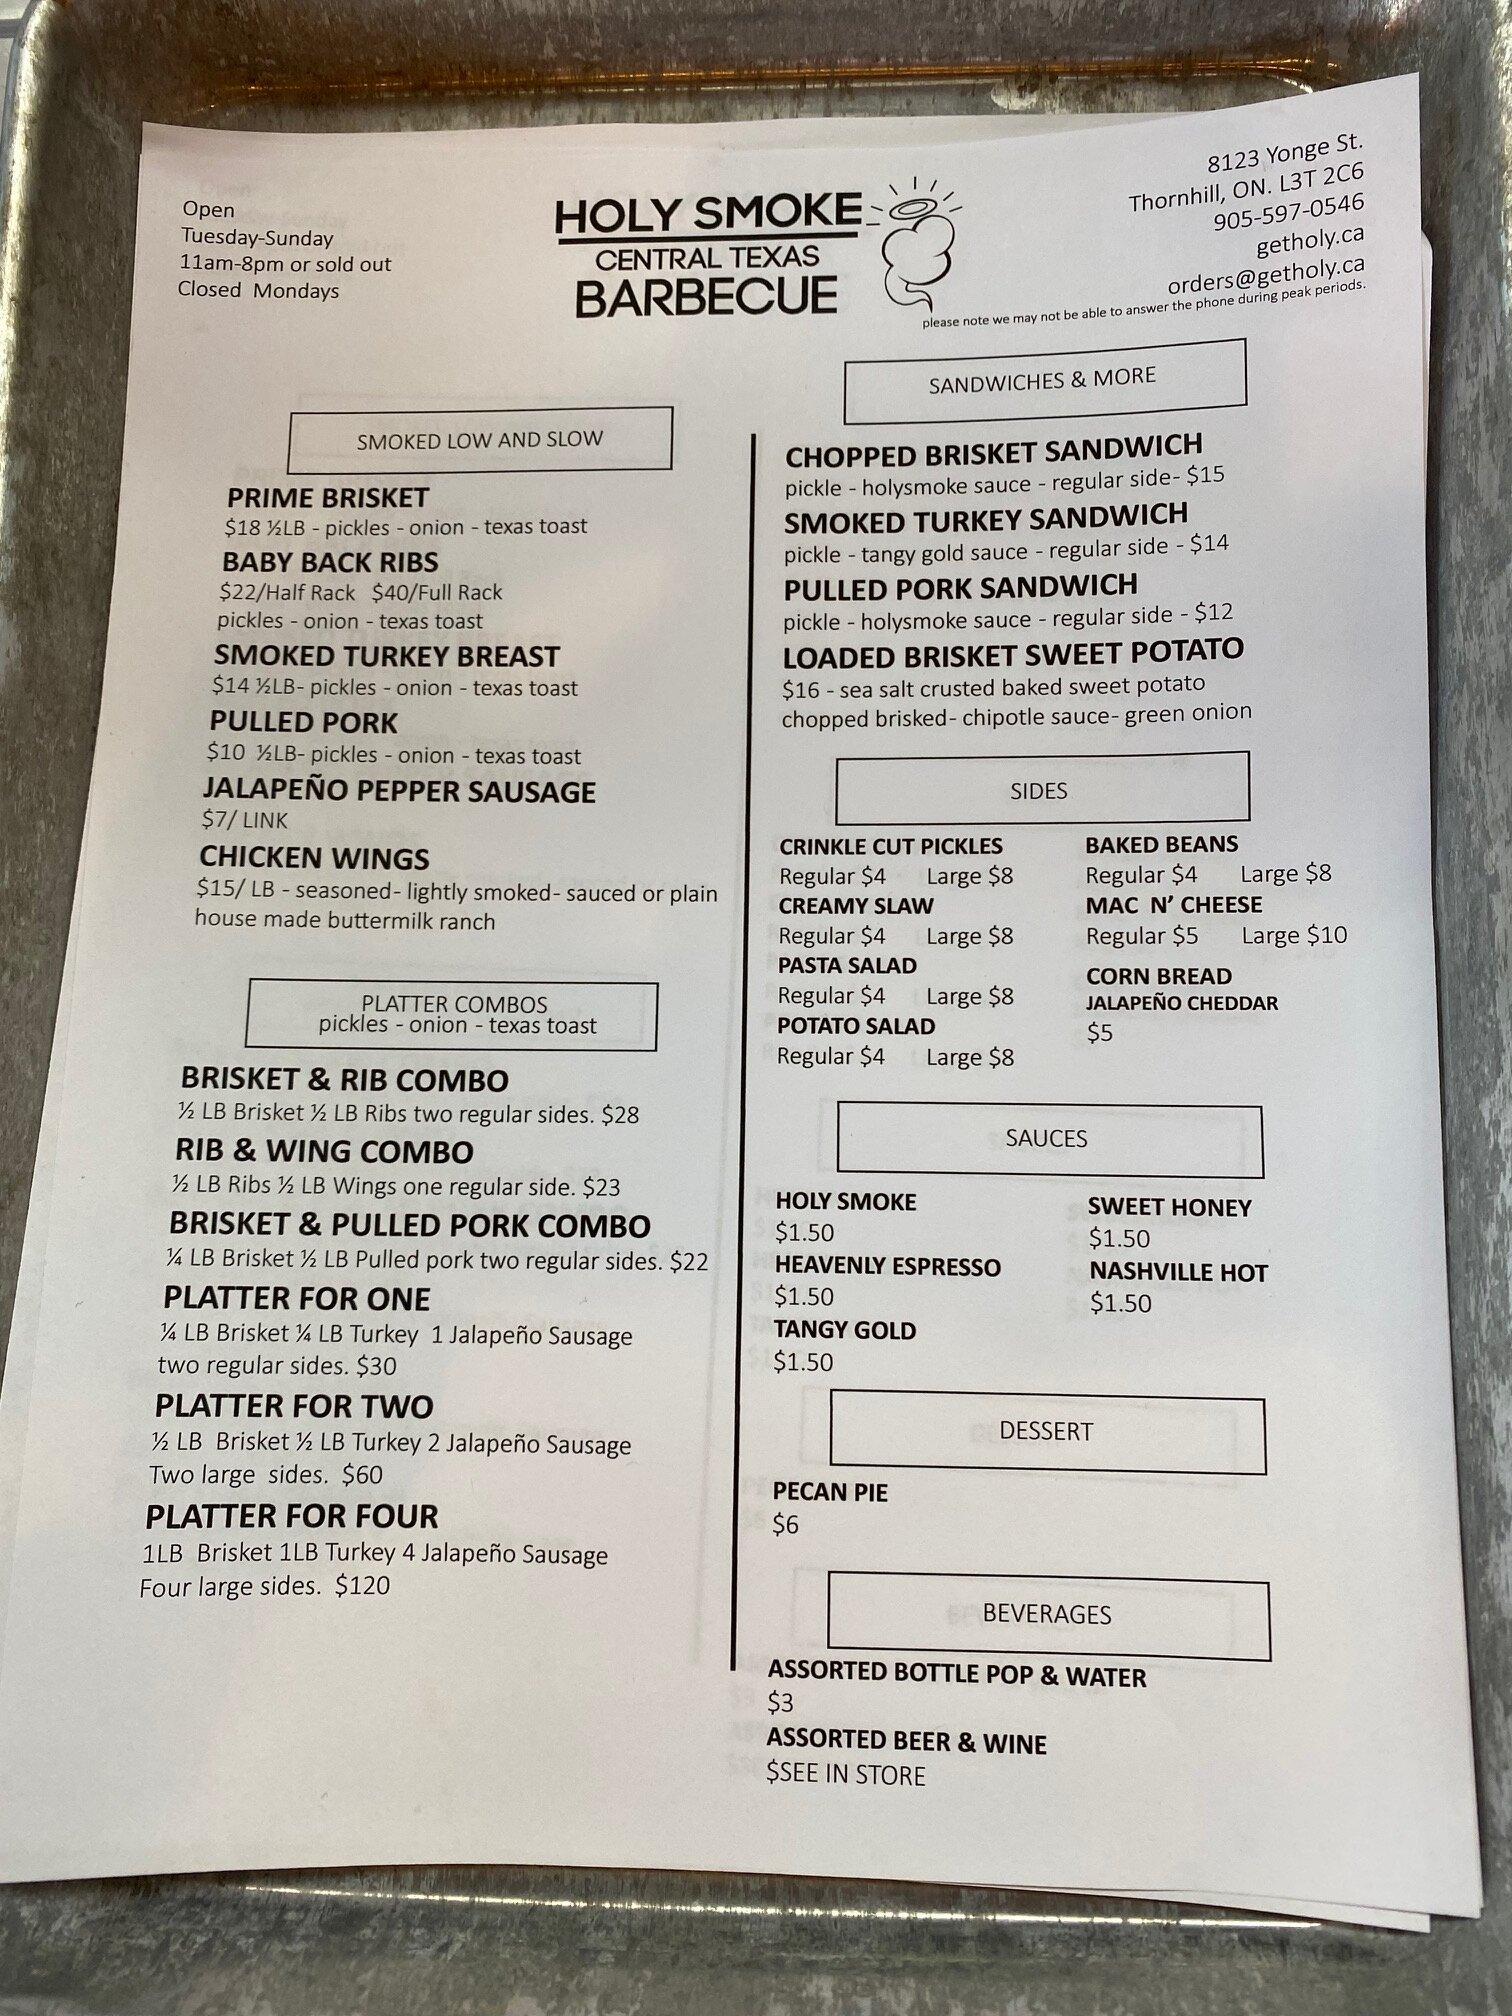 Open
Tuesday-Sunday
11am-8pm or sold out
Closed Mondays
HOLY SMOKE
CENTRAL TEXAS
BARBECUE
8123 Yonge St.
Thornhill, ON. L3T 2C6
905-597-0546
getholy.ca
orders@getholy.ca
please note we may not be able to answer the phone during peak periods.
SMOKED LOW AND SLOW
PRIME BRISKET
$18 ½LB - pickles - onion - texas toast
BABY BACK RIBS
$22/Half Rack $40/Full Rack
pickles - onion - texas toast
SMOKED TURKEY BREAST
$14 ½LB- pickles - onion - texas toast
PULLED PORK
$10 ½LB- pickles - onion - texas toast
JALAPEÑO PEPPER SAUSAGE
$7/ LINK
CHICKEN WINGS
$15/ LB - seasoned- lightly smoked- sauced or plain
house made buttermilk ranch
PLATTER COMBOS
pickles - onion - texas toast
BRISKET & RIB COMBO
½ LB Brisket ½ LB Ribs two regular sides. $28
RIB & WING COMBO
½ LB Ribs ½ LB Wings one regular side. $23
BRISKET & PULLED PORK COMBO
¼ LB Brisket ½ LB Pulled pork two regular sides. $22
PLATTER FOR ONE
¼ LB Brisket ¼ LB Turkey 1 Jalapeño Sausage
two regular sides. $30
PLATTER FOR TWO
½ LB Brisket ½ LB Turkey 2 Jalapeño Sausage
Two large sides. $60
PLATTER FOR FOUR
1LB Brisket 1LB Turkey 4 Jalapeño Sausage
Four large sides. $120
SANDWICHES & MORE
CHOPPED BRISKET SANDWICH
pickle - holysmoke sauce - regular side- $15
SMOKED TURKEY SANDWICH
pickle - tangy gold sauce - regular side - $14
PULLED PORK SANDWICH
pickle - holysmoke sauce - regular side - $12
LOADED BRISKET SWEET POTATO
$16 - sea salt crusted baked sweet potato
chopped brisked- chipotle sauce- green onion
SIDES
CRINKLE CUT PICKLES
Regular $4 Large $8
CREAMY SLAW
Regular $4 Large $8
PASTA SALAD
Regular $4 Large $8
POTATO SALAD
Regular $4 Large $8
BAKED BEANS
Regular $4 Large $8
MAC N' CHEESE
Regular $5 Large $10
CORN BREAD
JALAPEÑO CHEDDAR
$5
SAUCES
HOLY SMOKE
$1.50
HEAVENLY ESPRESSO
$1.50
TANGY GOLD
$1.50
SWEET HONEY
$1.50
NASHVILLE HOT
$1.50
DESSERT
PECAN PIE
$6
BEVERAGES
ASSORTED BOTTLE POP & WATER
$3
ASSORTED BEER & WINE
$SEE IN STORE